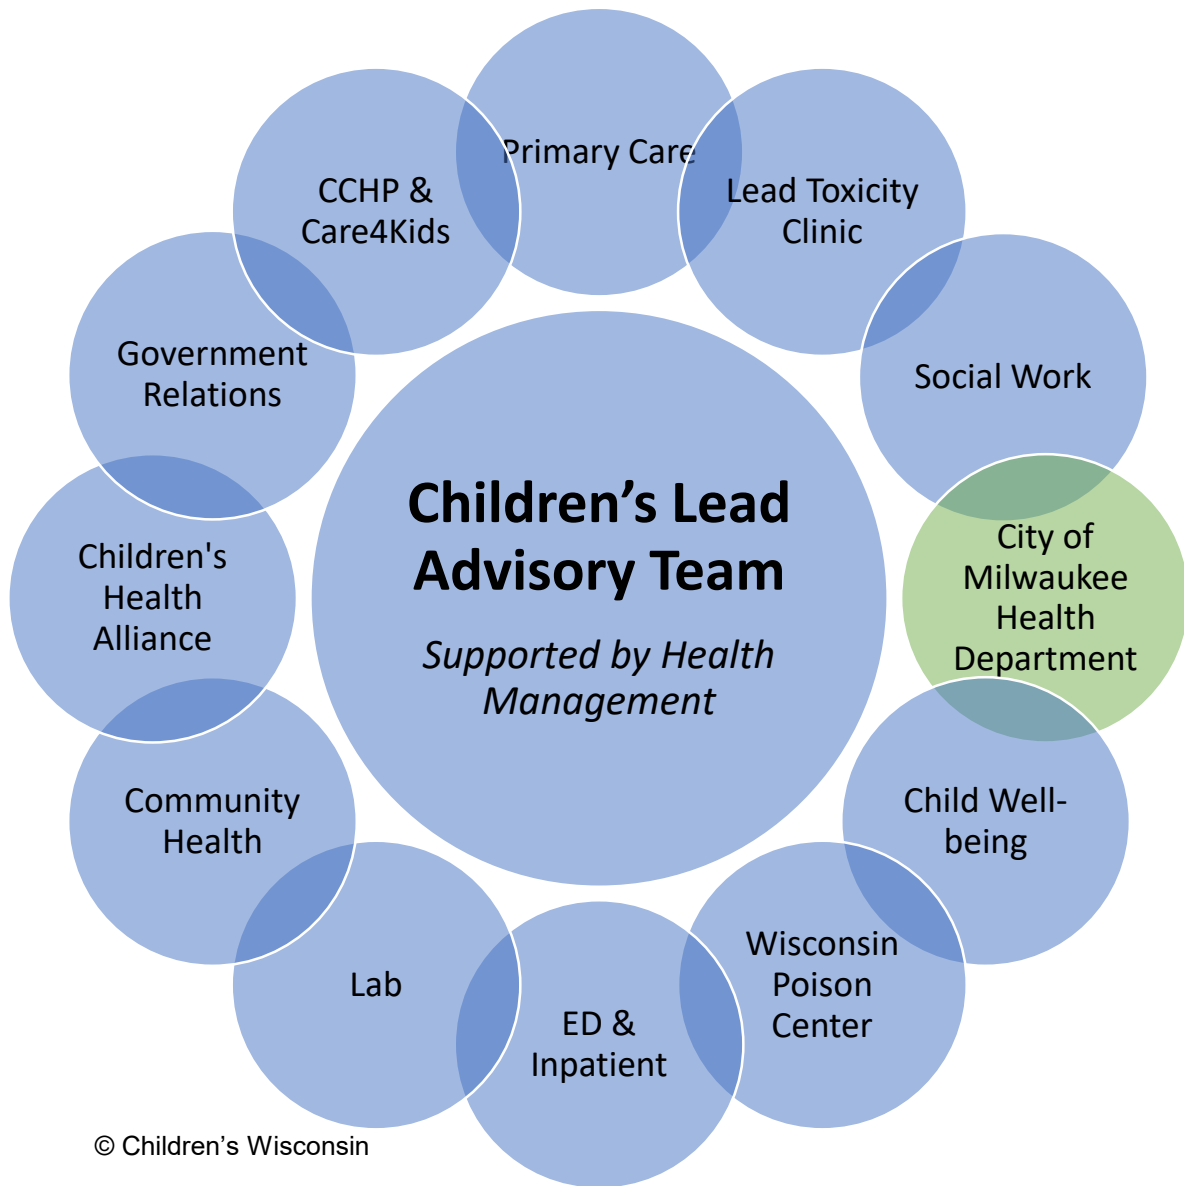 Primary Care
Lead Toxicity
Clinic
Social Work
City of
Milwaukee
Health
Department
Child Well-
being
Wisconsin
Poison
Center
ED &
Inpatient
Lab
Community
Health
Children's
Health
Alliance
Government
Relations
CCHP &
Care4Kids
Children’s Lead
Advisory Team
Supported by Health
Management
© Children’s Wisconsin